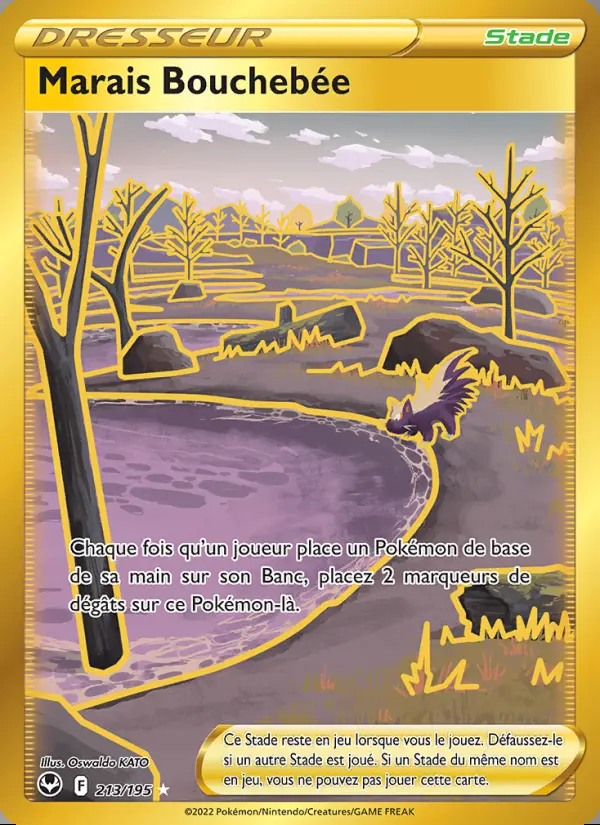 DRESSEUR
Stade
Marais Bouchebée
Chaque fois qu'un joueur place un Pokémon de base
de sa main sur son Banc, placez 2 marqueurs de
dégâts sur ce Pokémon-là.
Illus. Oswaldo KATO
F 213/195
Ce Stade reste en jeu lorsque vous le jouez. Défaussez-le
si un autre Stade est joué. Si un Stade du même nom est
en jeu, vous ne pouvez pas jouer cette carte.
©2022 Pokémon/Nintendo/Creatures/GAME FREAK